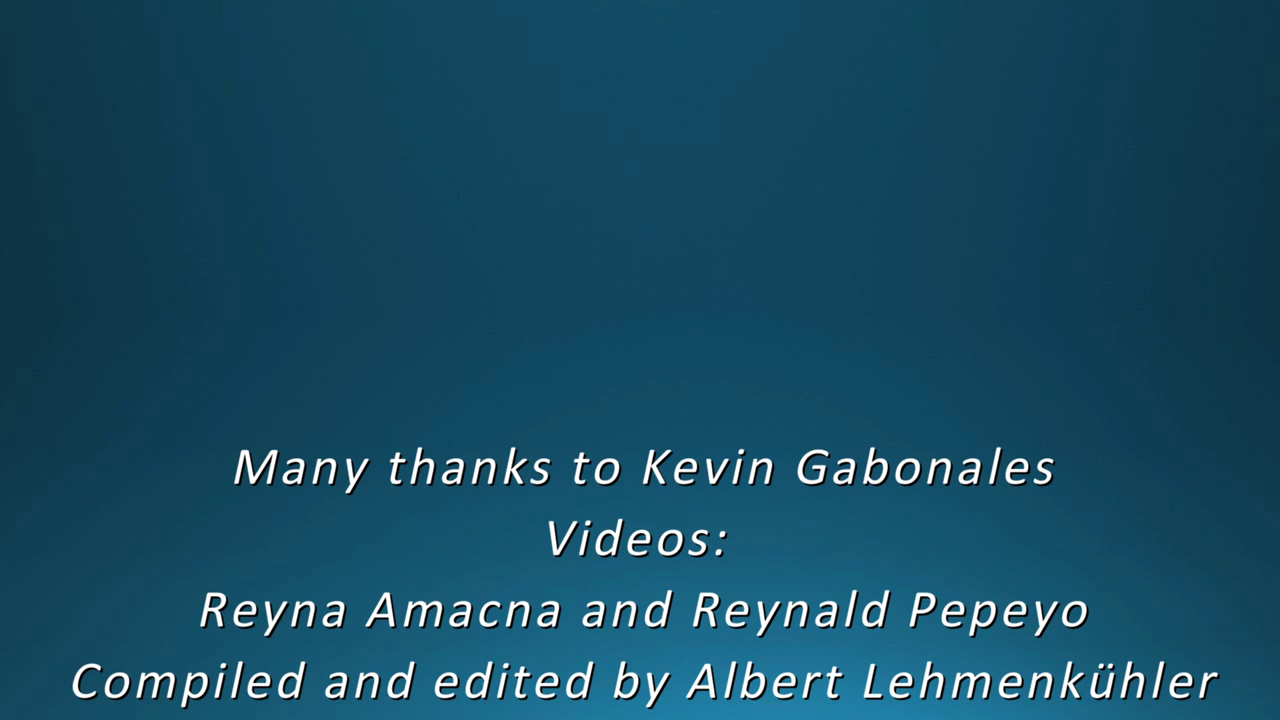 Many thanks to Kevin Gabonales
Videos:
Reyna Amacna and Reynald Pepeyo
Compiled and edited by Albert Lehmenkühler